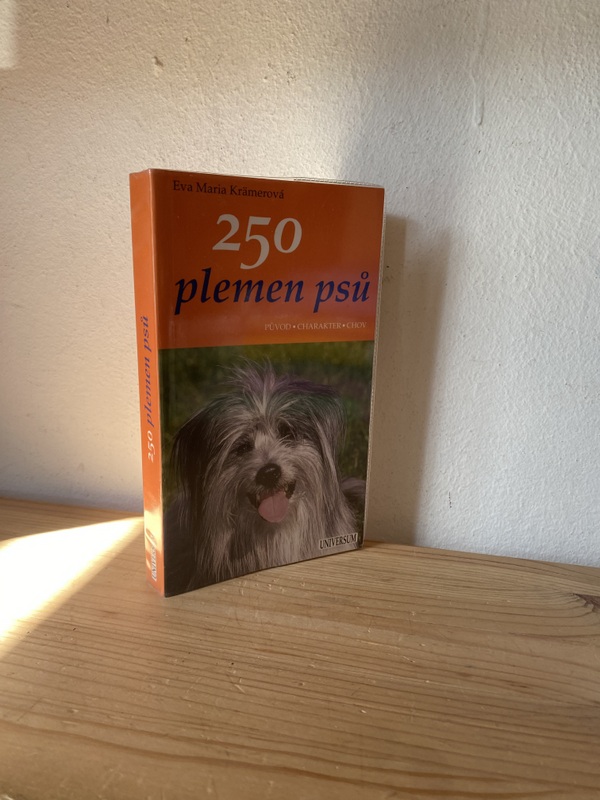 Eva Maria Krämerová
250
plemen psů
PŮVOD • CHARAKTER • CHOV
UNIVERSUM
250 plemen psů